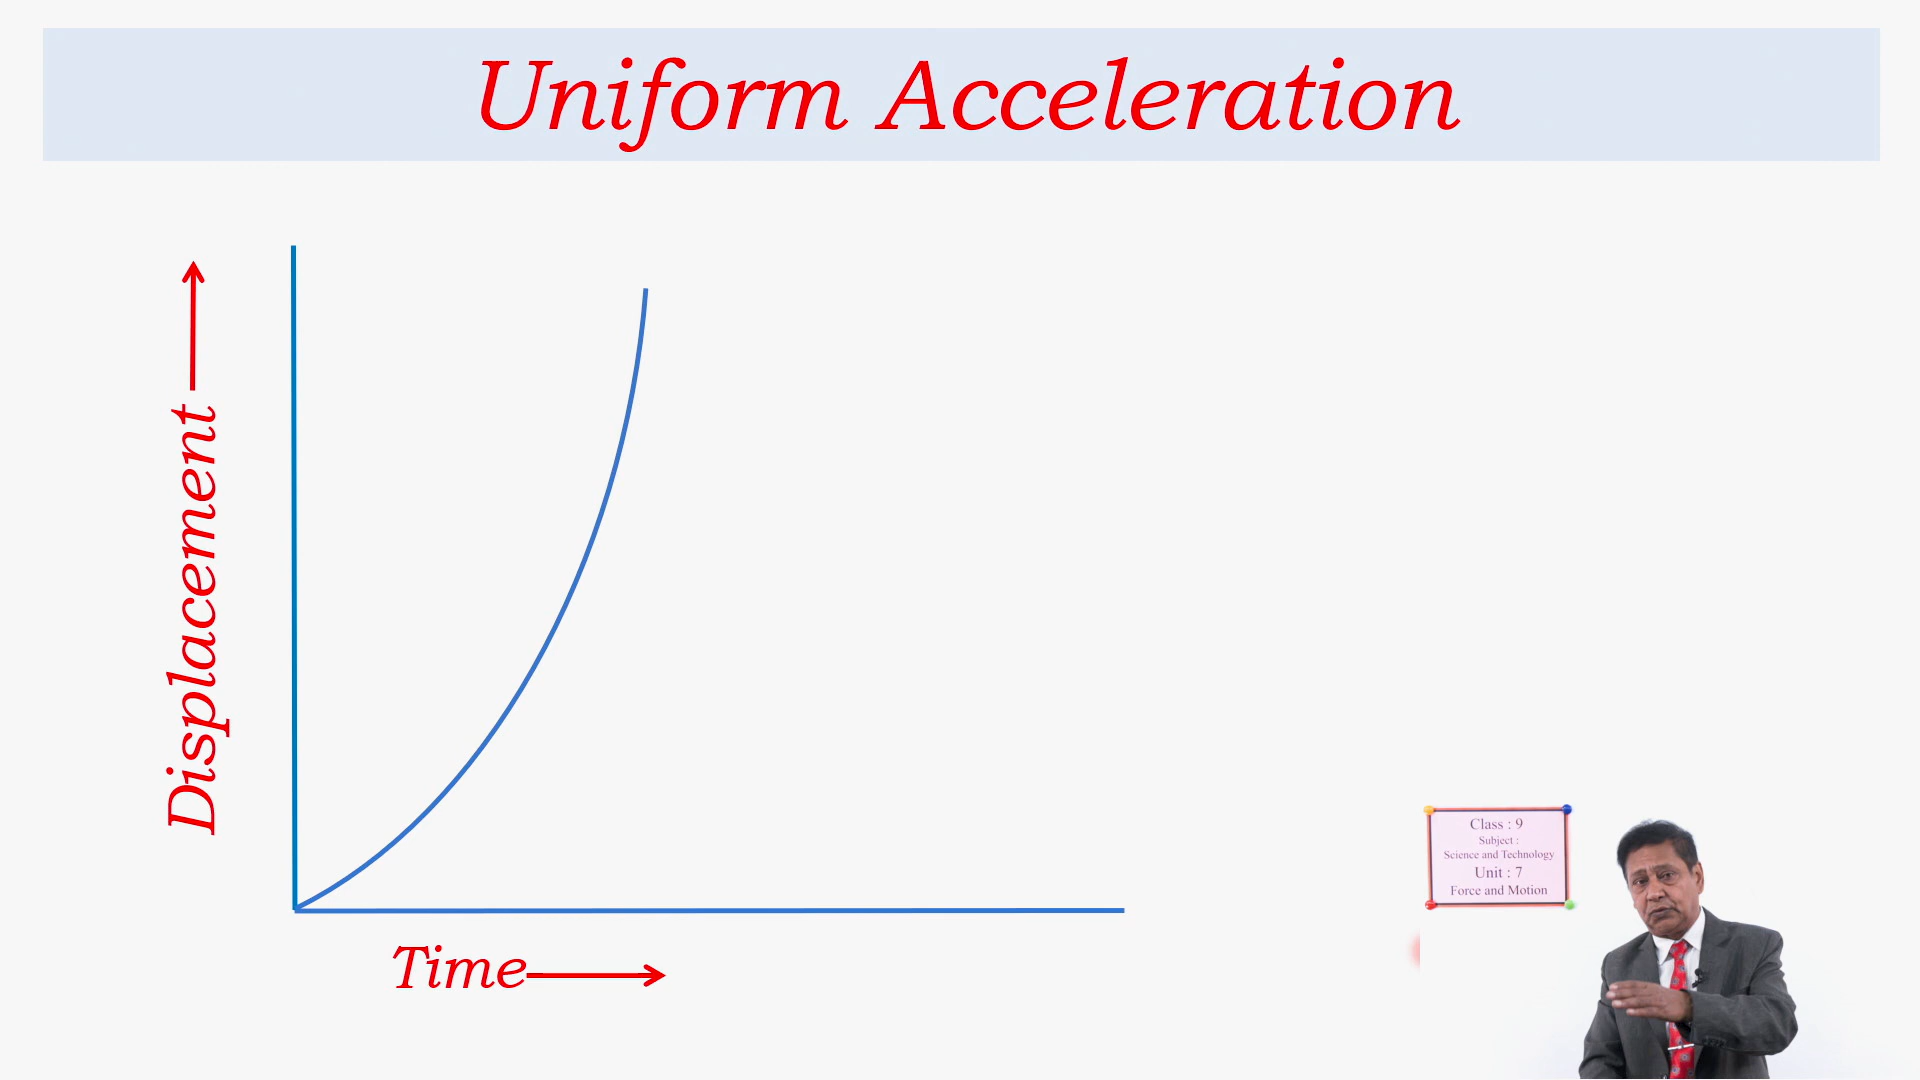 Uniform Acceleration
Displacement
Time
Class : 9
Subject :
Science and Technology
Unit : 7
Force and Motion